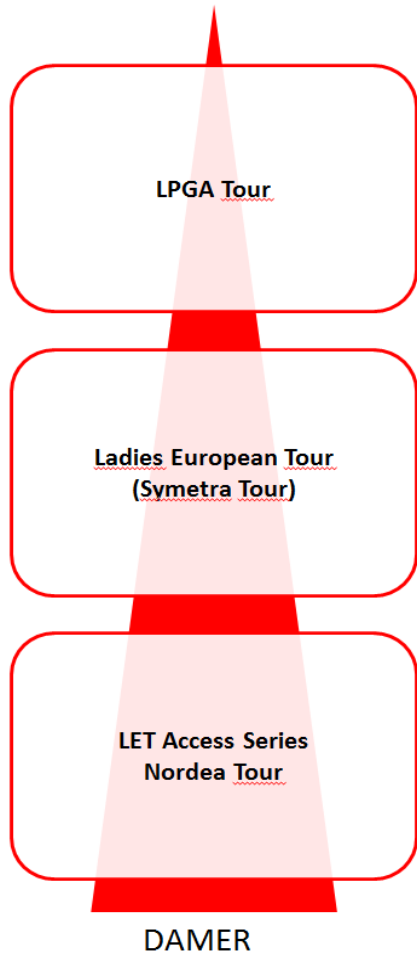 LPGA Tour
Ladies European Tour
(Symetra Tour)
LET Access Series
Nordea Tour
DAMER